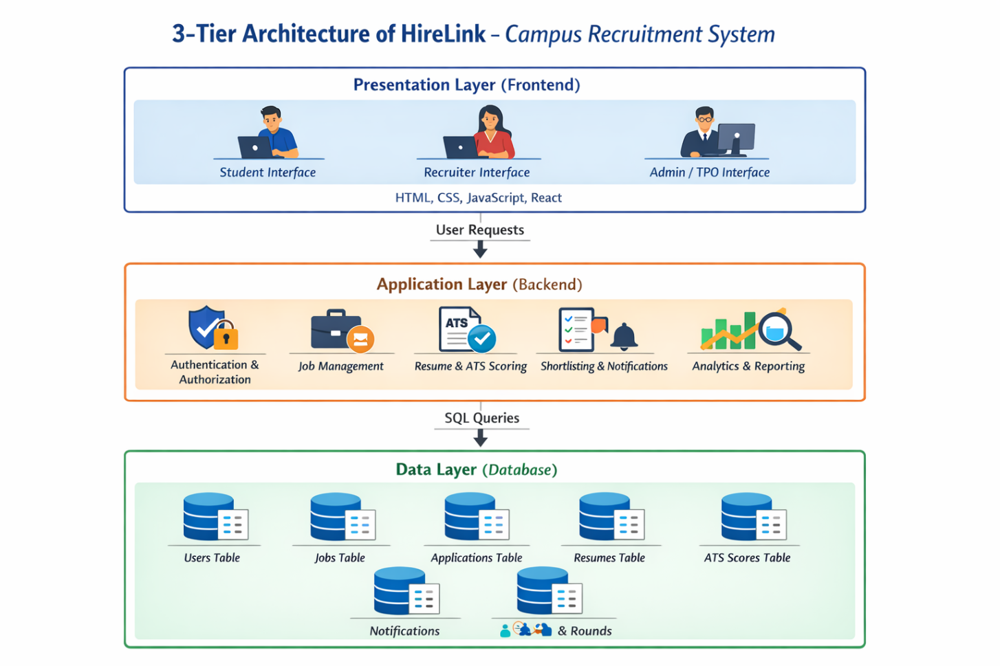 3-Tier Architecture of HireLink – Campus Recruitment System
Presentation Layer (Frontend)
Student Interface
Recruiter Interface
Admin / TPO Interface
HTML, CSS, JavaScript, React
User Requests
Application Layer (Backend)
ATS
Authentication &
Authorization
Job Management
Resume & ATS Scoring
Shortlisting & Notifications
Analytics & Reporting
SQL Queries
Data Layer (Database)
Users Table
Jobs Table
Applications Table
Resumes Table
ATS Scores Table
Notifications
& Rounds